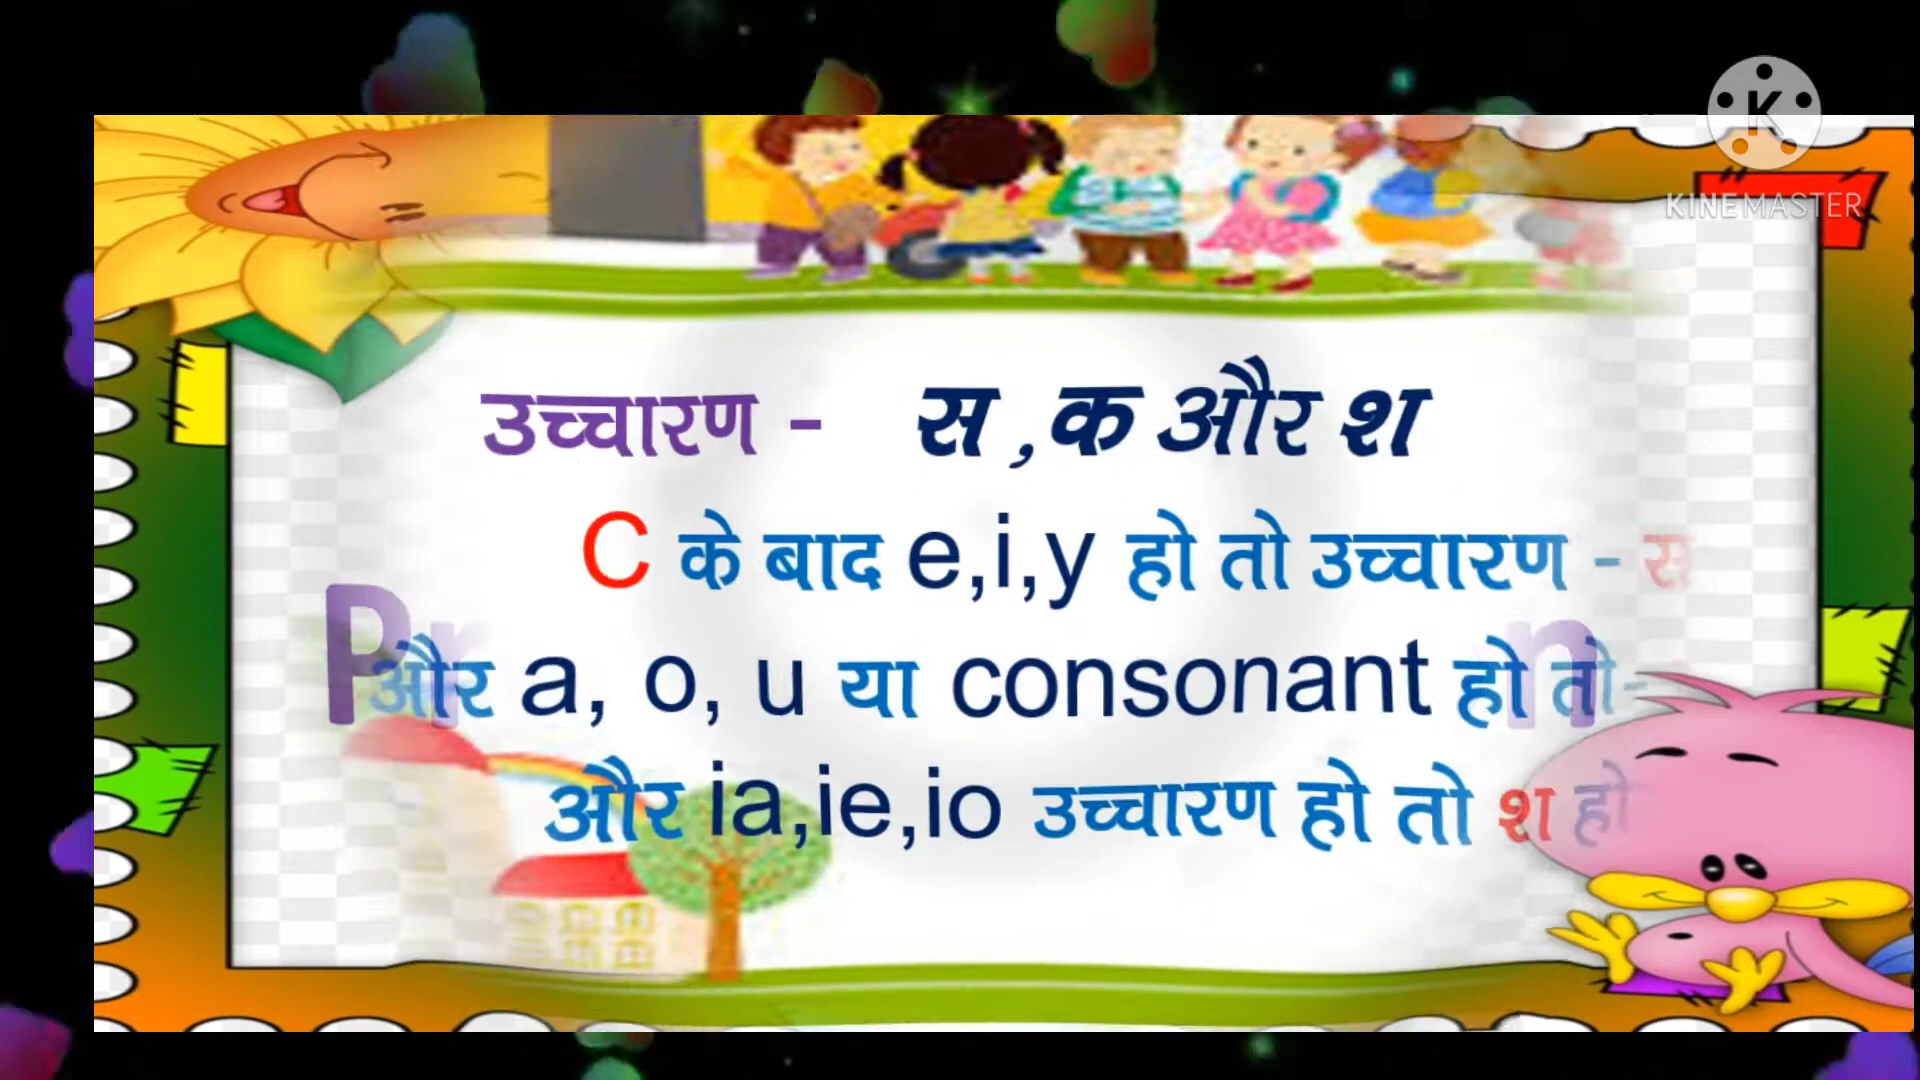 K
KINEMASTER
उच्चारण - स ,क और श
C के बाद e,i,y हो तो उच्चारण - स
और a, o, u या consonant हो तो-
और ia,ie,io उच्चारण हो तो श हो